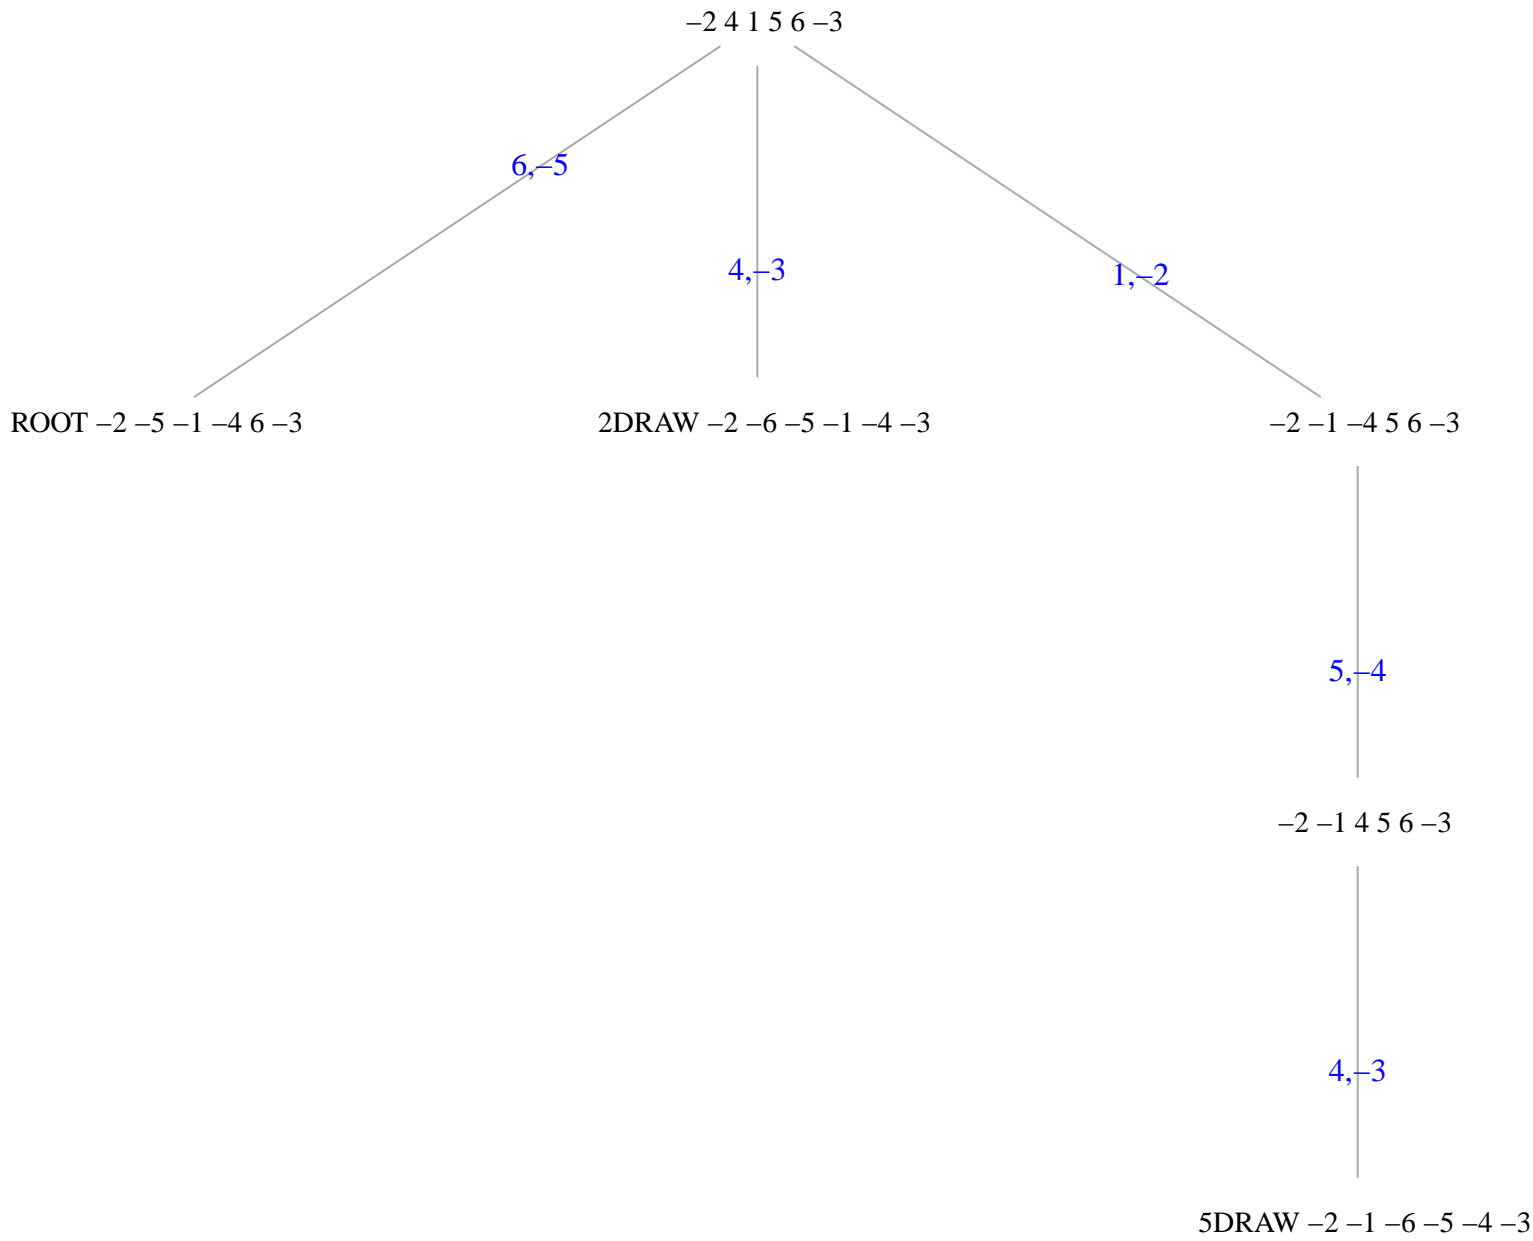 –2 4 1 5 6 –3
6,–5
4,–3
1,–2
ROOT –2 –5 –1 –4 6 –3
2DRAW –2 –6 –5 –1 –4 –3
–2 –1 –4 5 6 –3
5,–4
–2 –1 4 5 6 –3
4,–3
5DRAW –2 –1 –6 –5 –4 –3